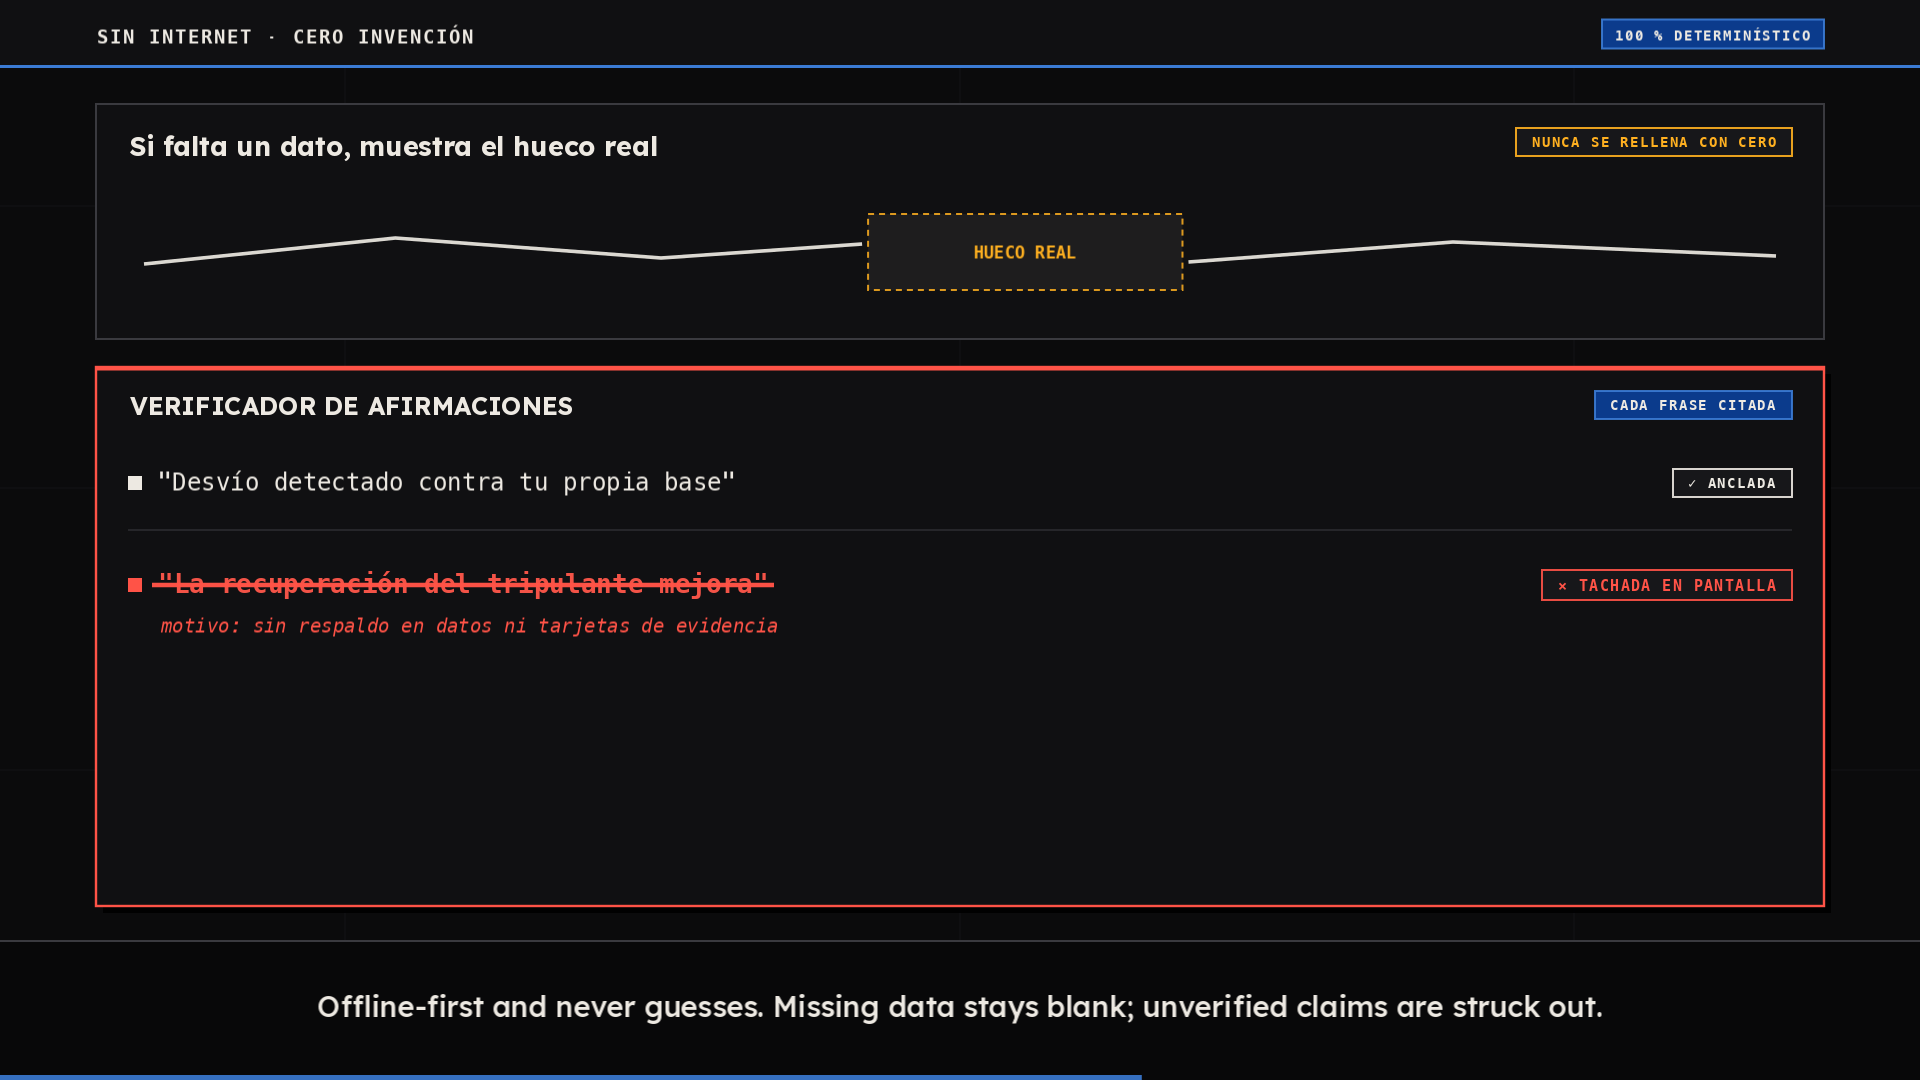 SIN INTERNET · CERO INVENCIÓN
100 % DETERMINÍSTICO
Si falta un dato, muestra el hueco real
NUNCA SE RELLENA CON CERO
HUECO REAL
VERIFICADOR DE AFIRMACIONES
CADA FRASE CITADA
"Desvío detectado contra tu propia base"
✓ ANCLADA
"La recuperación del tripulante mejora"
× TACHADA EN PANTALLA
motivo: sin respaldo en datos ni tarjetas de evidencia
Offline-first and never guesses. Missing data stays blank; unverified claims are struck out.